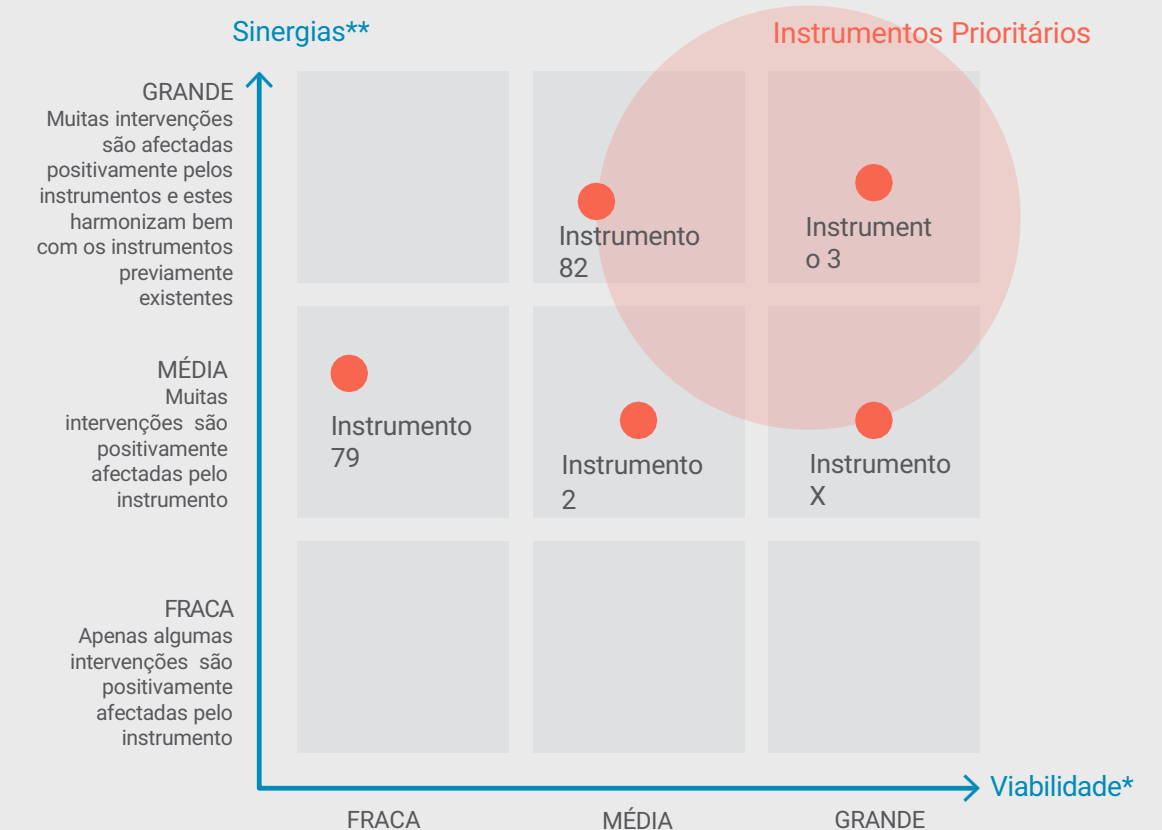 Sinergias**
Instrumentos Prioritários
GRANDE
Muitas intervenções
são afectadas
positivamente pelos
instrumentos e estes
harmonizam bem
com os instrumentos
previamente
existentes
Instrumento
82
Instrument
o 3
MÉDIA
Muitas
intervenções são
positivamente
afectadas pelo
instrumento
Instrumento
79
Instrumento
2
Instrumento
X
FRACA
Apenas algumas
intervenções são
positivamente
afectadas pelo
instrumento
Viabilidade*
FRACA
MÉDIA
GRANDE